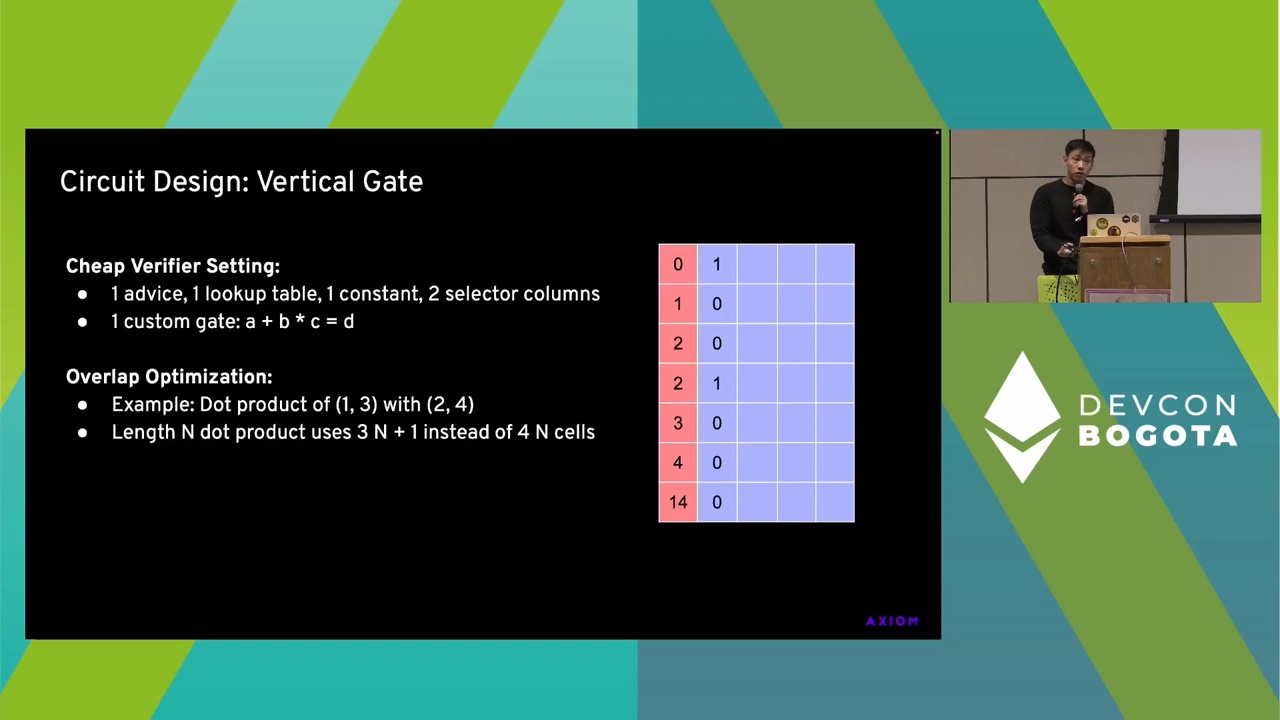 Circuit Design: Vertical Gate
Cheap Verifier Setting:
● 1 advice, 1 lookup table, 1 constant, 2 selector columns
● 1 custom gate: a + b * c = d
Overlap Optimization:
● Example: Dot product of (1, 3) with (2, 4)
● Length N dot product uses 3 N + 1 instead of 4 N cells
0 1
1 0
2 0
2 1
3 0
4 0
14 0
AXIOM
DEVCON
BOGOTA